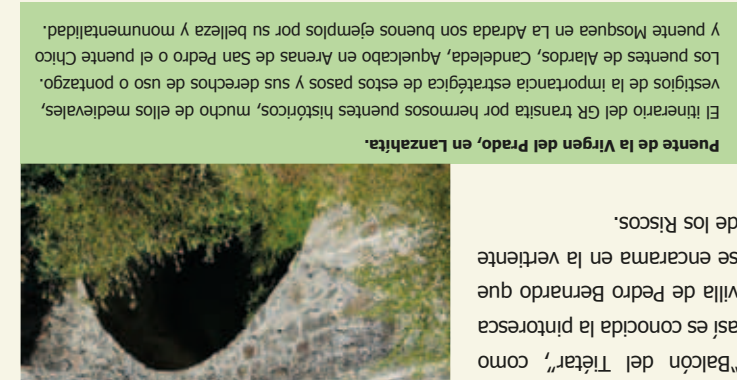 "Balcón del Tiétar", como
así es conocida la pintoresca
villa de Pedro Bernardo que
se encarama en la vertiente
de los Riscos.
Puente de la Virgen del Prado, en Lanzahíta.
El itinerario del GR transita por hermosos puentes históricos, mucho de ellos medievales,
vestigios de la importancia estratégica de estos pasos y sus derechos de uso o pontazgo.
Los puentes de Alardos, Candeleda, Aquelcabo en Arenas de San Pedro o el puente Chico
y puente Mosquea en La Adrada son buenos ejemplos por su belleza y monumentalidad.